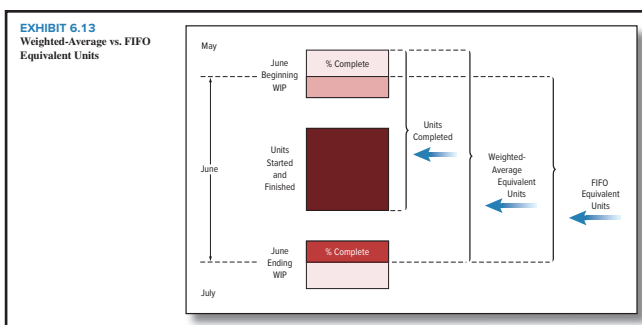 EXHIBIT 6.13
Weighted-Average vs. FIFO
Equivalent Units
May
June
Beginning
WIP
% Complete
Units
Completed
Units
Started
and
Finished
June
Weighted-
Average
Equivalent
Units
FIFO
Equivalent
Units
June
Ending
WIP
% Complete
July